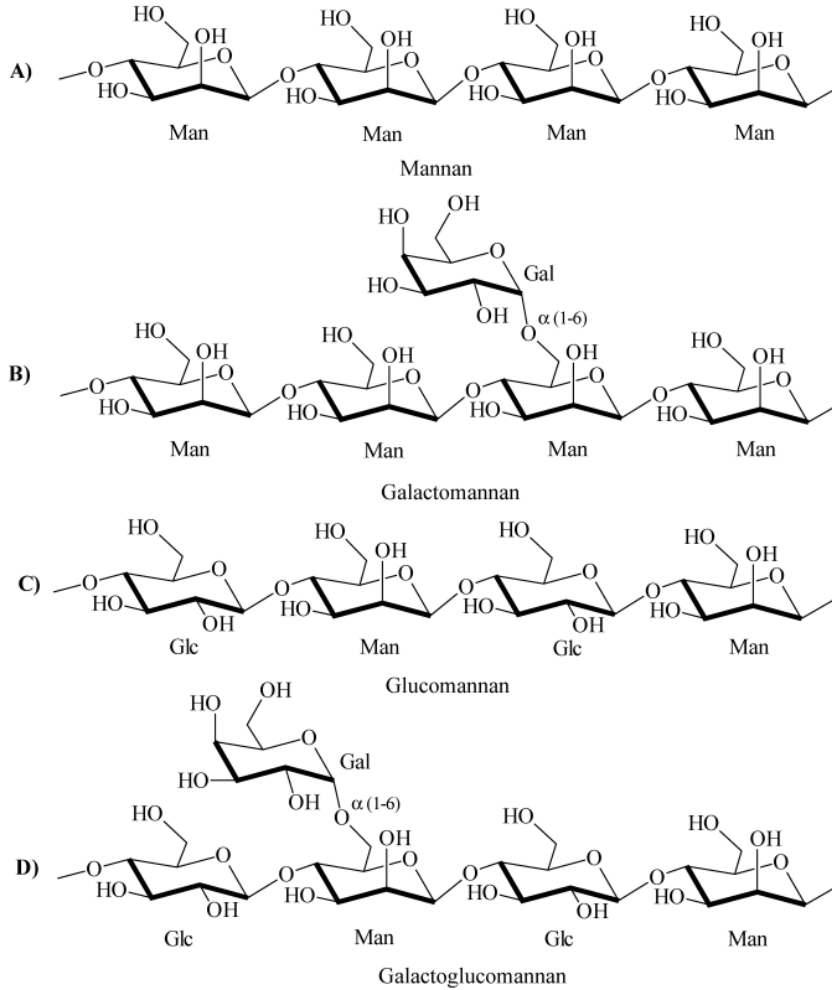 HO HO HO HO
OH OH OH OH
O O O O
A) O O O O
HO HO HO HO
Man Man Man Man
Mannan
HO OH
O
Gal
HO
OH α (1-6)
O
HO HO HO
OH OH OH OH
O O O O
B) O O O O
HO HO HO HO
Man Man Man Man
Galactomannan
HO HO HO HO
OH OH
O O O O
C) O O O O
HO HO HO HO
OH OH
Glc Man Glc Man
Glucomannan
HO OH
O
Gal
HO
OH α (1-6)
O
HO HO HO
OH OH
O O O O
D) O O O O
HO HO HO HO
OH OH
Glc Man Glc Man
Galactoglucomannan